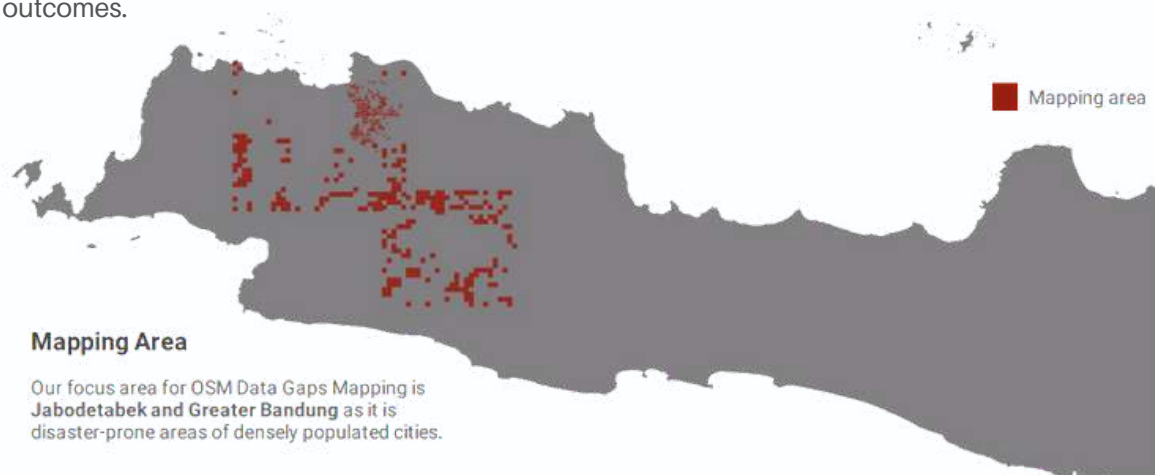 outcomes.
Mapping area
Mapping Area
Our focus area for OSM Data Gaps Mapping is
Jabodetabek and Greater Bandung as it is
disaster-prone areas of densely populated cities.